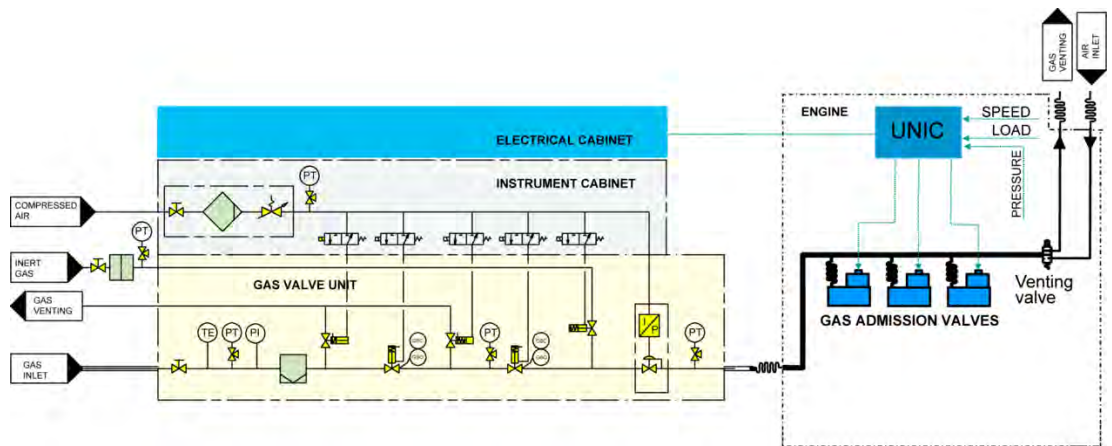 GAS
VENTING
AIR
INLET
ENGINE
UNIC
SPEED
LOAD
PRESSURE
ELECTRICAL CABINET
INSTRUMENT CABINET
PT
COMPRESSED
AIR
PT
INERT
GAS
GAS VALVE UNIT
GAS
VENTING
Venting
valve
GAS ADMISSION VALVES
I
P
TE
PT
PI
PT
PT
GAS
INLET